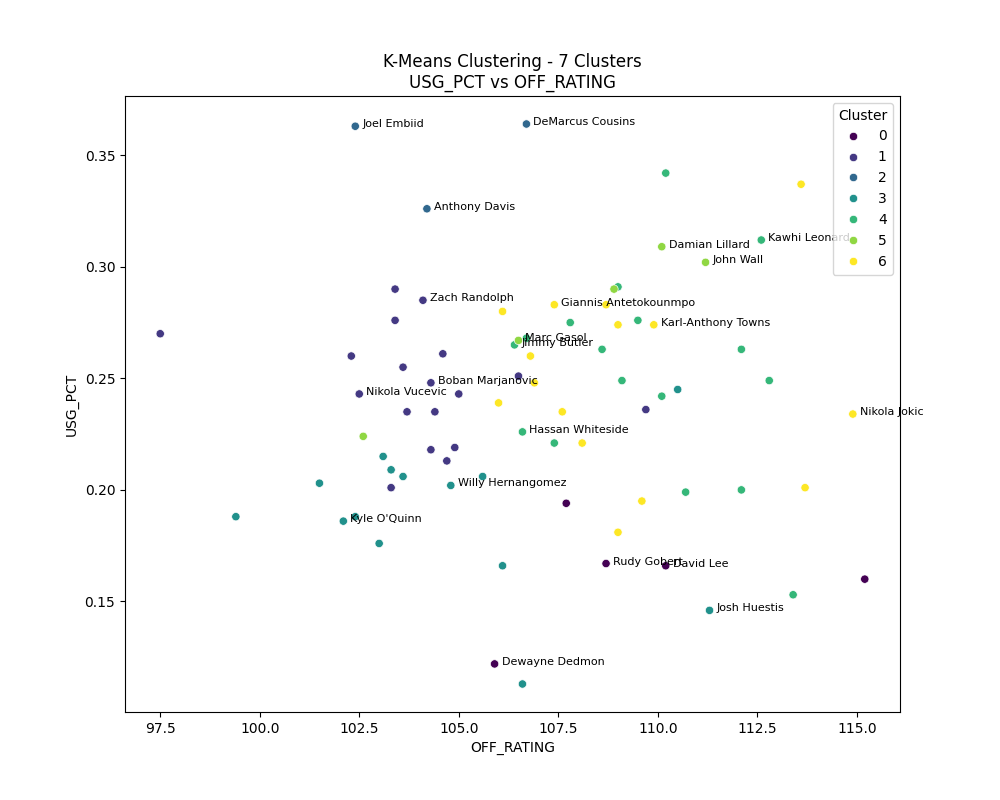 K-Means Clustering - 7 Clusters
USG_PCT vs OFF_RATING
Cluster
0
1
2
3
4
5
6
Joel Embiid
DeMarcus Cousins
Anthony Davis
Kawhi Leonard
Damian Lillard
John Wall
Zach Randolph
Giannis Antetokounmpo
Karl-Anthony Towns
Marc Gasol
Jimmy Butler
Boban Marjanovic
Nikola Vucevic
Nikola Jokic
Hassan Whiteside
Willy Hernangomez
Kyle O'Quinn
Rudy Gobert
David Lee
Josh Huestis
Dewayne Dedmon
0.35
0.30
0.25
0.20
0.15
USG_PCT
97.5 100.0 102.5 105.0 107.5 110.0 112.5 115.0
OFF_RATING